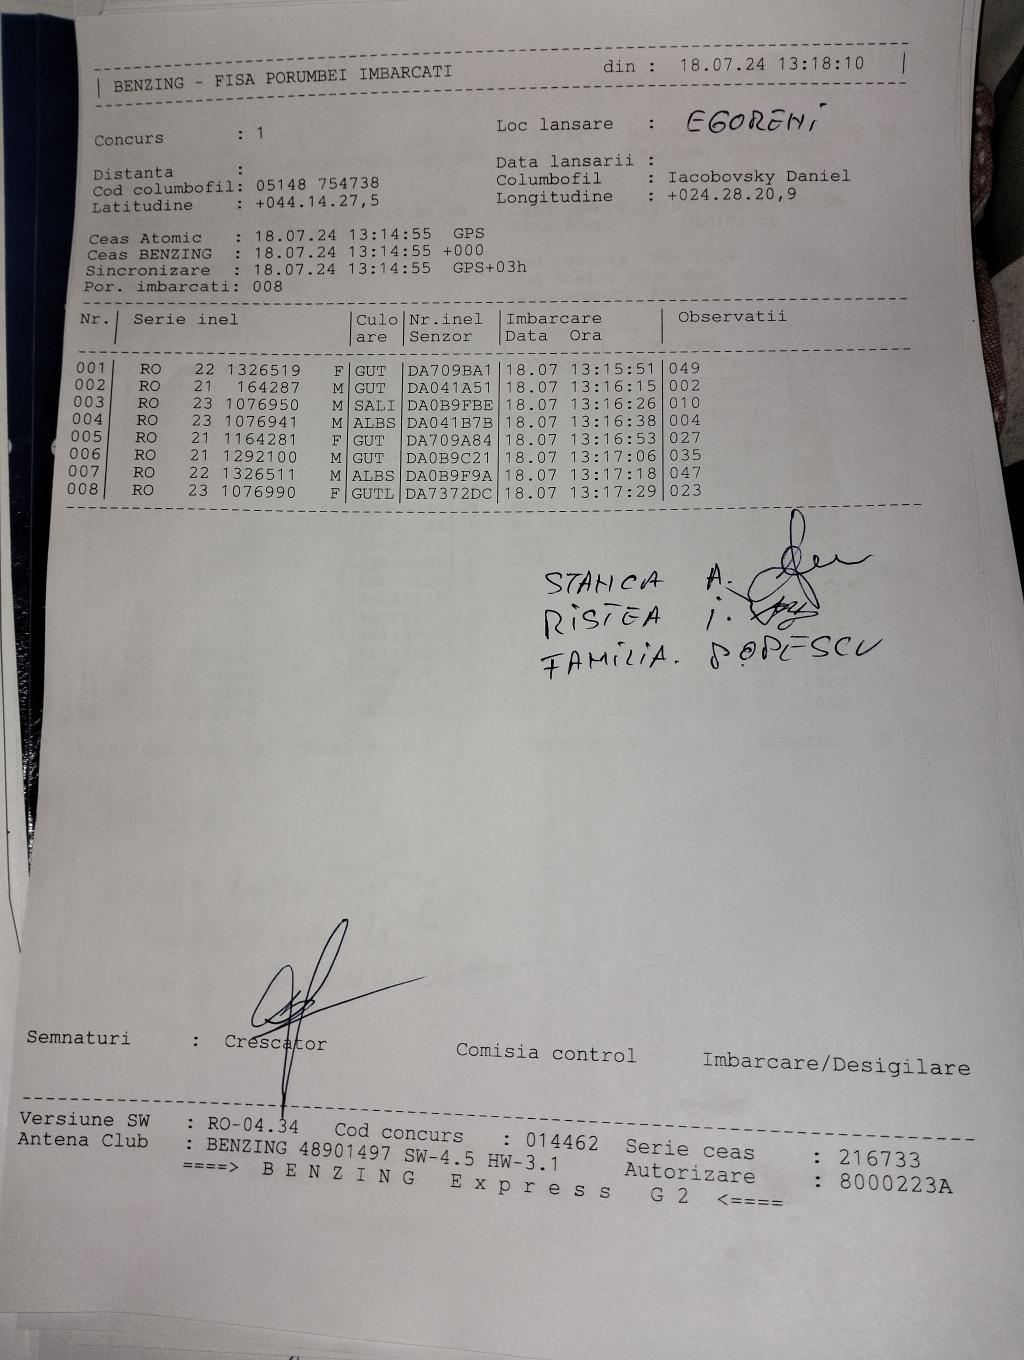 BENZING - FISA PORUMBEI IMBARCATI din : 18.07.24 13:18:10
Concurs : 1 Loc lansare : EGORENI
Distanta : Data lansarii :
Cod columbofil: 05148 754738 Columbofil : Iacobovsky Daniel
Latitudine : +044.14.27,5 Longitudine : +024.28.20,9
Ceas Atomic : 18.07.24 13:14:55 GPS
Ceas BENZING : 18.07.24 13:14:55 +000
Sincronizare : 18.07.24 13:14:55 GPS+03h
Por. imbarcati: 008
Nr. Serie inel Culo Nr.inel Imbarcare Observatii
are Senzor Data Ora
001 RO 22 1326519 F GUT DA709BA1 18.07 13:15:51 049
002 RO 21 164287 M GUT DA041A51 18.07 13:16:15 002
003 RO 23 1076950 M SALI DA0B9FBE 18.07 13:16:26 010
004 RO 23 1076941 M ALBS DA041B7B 18.07 13:16:38 004
005 RO 21 1164281 F GUT DA709A84 18.07 13:16:53 027
006 RO 21 1292100 M GUT DA0B9C21 18.07 13:17:06 035
007 RO 22 1326511 M ALBS DA0B9F9A 18.07 13:17:18 047
008 RO 23 1076990 F GUTL DA7372DC 18.07 13:17:29 023
STANCA A.
RISTEA i.
FAMILIA. POPESCU
Semnaturi : Crescator Comisia control Imbarcare/Desigilare
Versiune SW : RO-04.34 Cod concurs : 014462 Serie ceas : 216733
Antena Club : BENZING 48901497 SW-4.5 HW-3.1 Autorizare : 8000223A
====> B E N Z I N G E x p r e s s G 2 <====